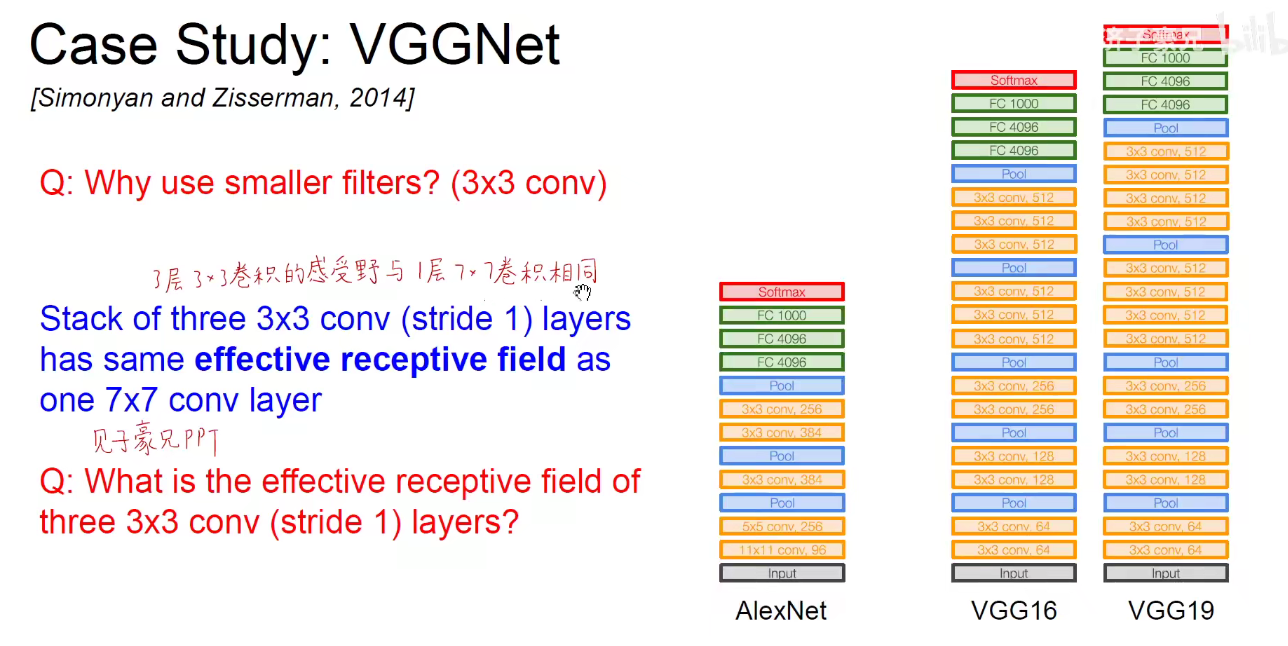 Case Study: VGGNet
[Simonyan and Zisserman, 2014]
Q: Why use smaller filters? (3x3 conv)
3层 3×3卷积的感受野与 1层 7×7卷积相同
Stack of three 3x3 conv (stride 1) layers
has same effective receptive field as
one 7x7 conv layer
见子豪兄PPT
Q: What is the effective receptive field of
three 3x3 conv (stride 1) layers?
Softmax
FC 1000
FC 4096
FC 4096
Pool
3x3 conv, 256
3x3 conv, 384
Pool
3x3 conv, 384
Pool
5x5 conv, 256
11x11 conv, 96
Input
AlexNet
Softmax
FC 1000
FC 4096
FC 4096
Pool
3x3 conv, 512
3x3 conv, 512
3x3 conv, 512
Pool
3x3 conv, 512
3x3 conv, 512
3x3 conv, 512
Pool
3x3 conv, 256
3x3 conv, 256
Pool
3x3 conv, 128
3x3 conv, 128
Pool
3x3 conv, 64
3x3 conv, 64
Input
VGG16
Softmax
FC 1000
FC 4096
FC 4096
Pool
3x3 conv, 512
3x3 conv, 512
3x3 conv, 512
3x3 conv, 512
Pool
3x3 conv, 512
3x3 conv, 512
3x3 conv, 512
3x3 conv, 512
Pool
3x3 conv, 256
3x3 conv, 256
Pool
3x3 conv, 128
3x3 conv, 128
Pool
3x3 conv, 64
3x3 conv, 64
Input
VGG19